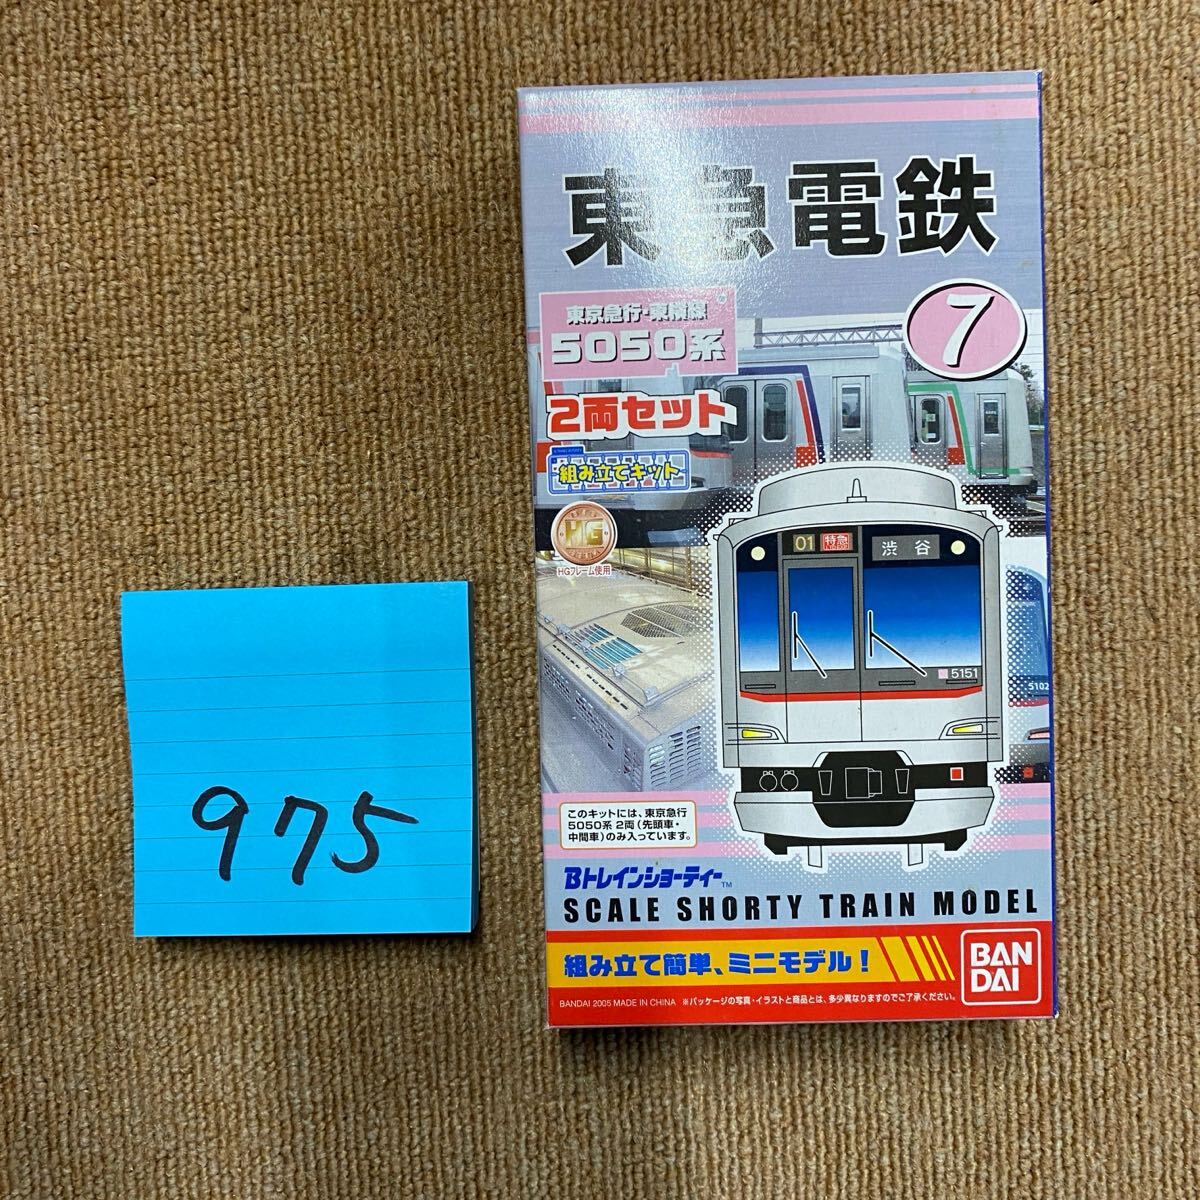 東急電鉄
7
東京急行・東横線
5050系
2両セット
組み立てキット
HG
HGフレーム使用
01 特急 渋谷
5151
5102
このキットには、東京急行
5050系 2両（先頭車・
中間車）のみ入っています。
Bトレインショーティー™
SCALE SHORTY TRAIN MODEL
組み立て簡単、ミニモデル！
BAN
DAI
BANDAI 2005 MADE IN CHINA ※パッケージの写真・イラストと商品とは、多少異なりますのでご了承ください。
975